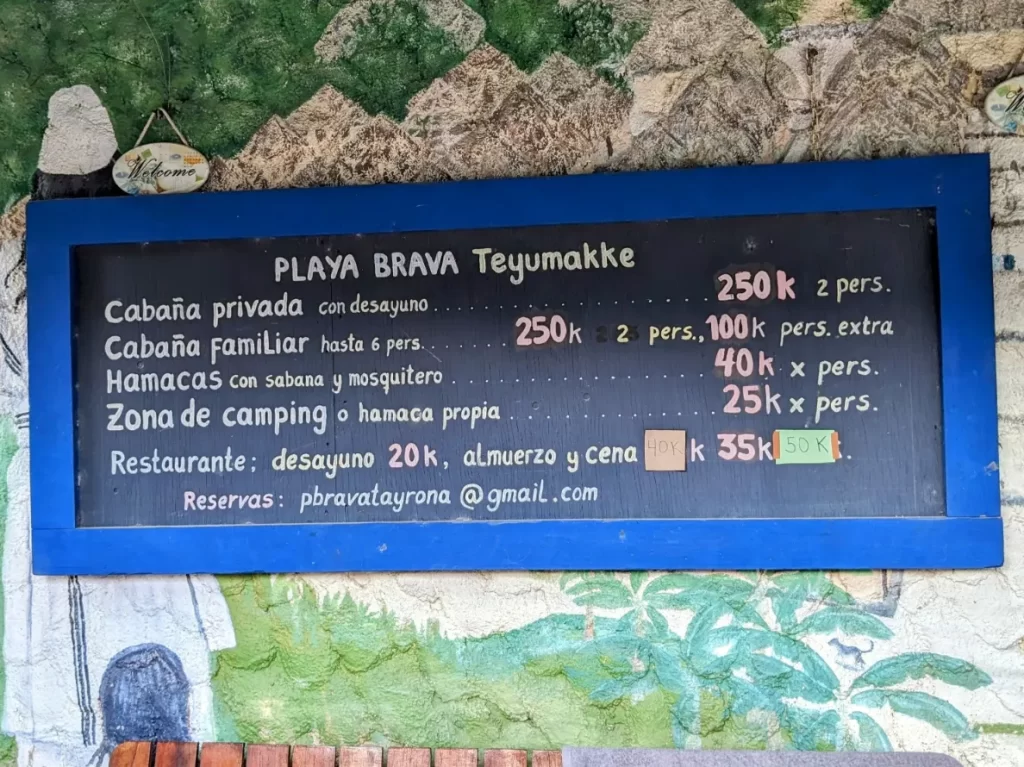 Welcome
PLAYA BRAVA Teyumakke
Cabaña privada con desayuno........................ 250k 2 pers.
Cabaña Familiar hasta 6 pers........ 250k 2 pers., 100k pers. extra
Hamacas con sabana y mosquitero........................ 40k x pers.
Zona de camping o hamaca propia.................. 25k x pers.
Restaurante; desayuno 20k, almuerzo y cena 40K k 35k 50 K.
Reservas: pbravatayrona@gmail.com